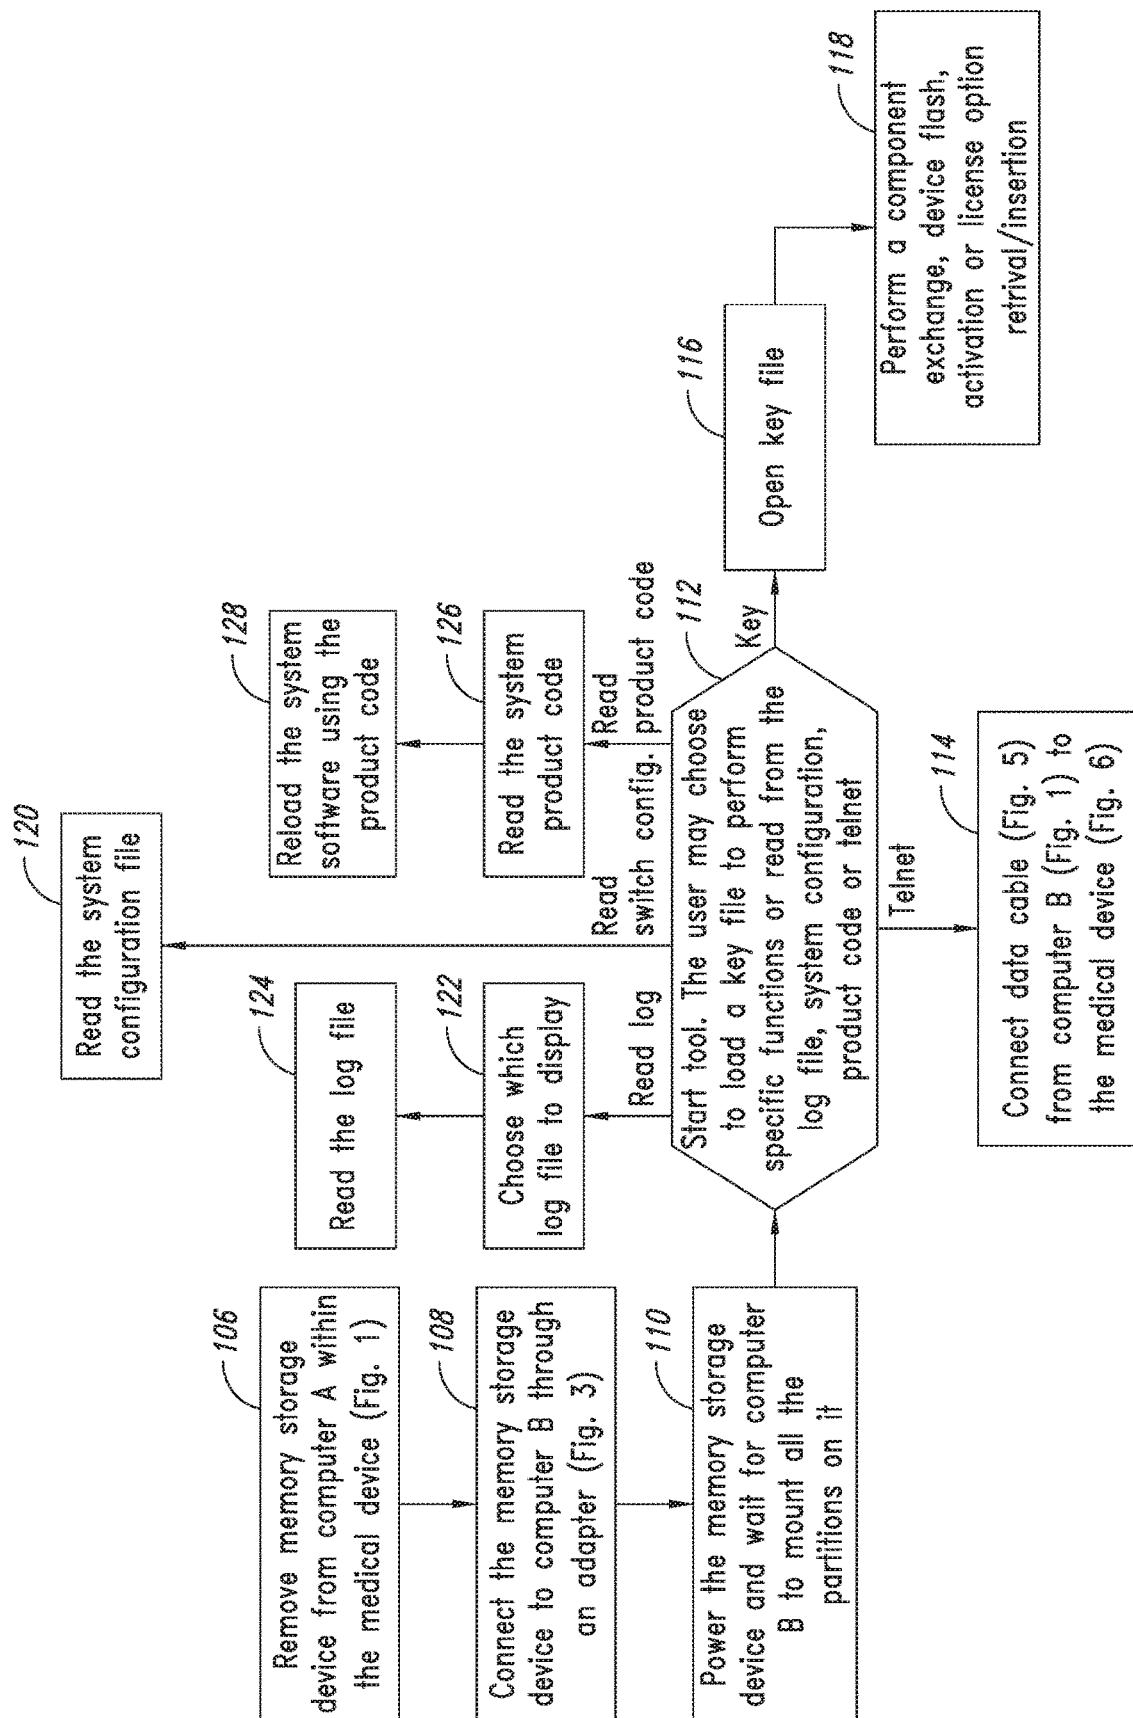 106
Remove memory storage
device from computer A within
the medical device (Fig. 1)
108
Connect the memory storage
device to computer B through
an adapter (Fig. 3)
110
Power the memory storage
device and wait for computer
B to mount all the
partitions on it
112
Start tool. The user may choose
to load a key file to perform
specific functions or read from the
log file, system configuration,
product code or telnet
Read log
122
Choose which
log file to display
124
Read the log file
Read
switch config.
120
Read the system
configuration file
Read
product code
126
Read the system
product code
128
Reload the system
software using the
product code
Key
116
Open key file
118
Perform a component
exchange, device flash,
activation or license option
retrival/insertion
Telnet
114
Connect data cable (Fig. 5)
from computer B (Fig. 1) to
the medical device (Fig. 6)